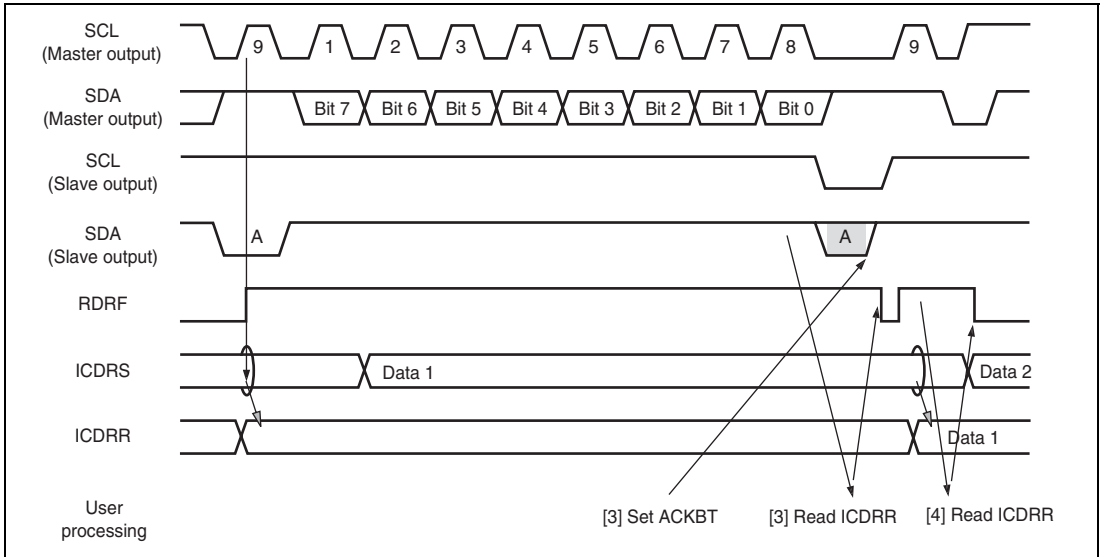 SCL
(Master output)
9 1 2 3 4 5 6 7 8 9
SDA
(Master output)
Bit 7 Bit 6 Bit 5 Bit 4 Bit 3 Bit 2 Bit 1 Bit 0
SCL
(Slave output)
SDA
(Slave output)
A A
RDRF
ICDRS
Data 1 Data 2
ICDRR
Data 1
User
processing
[3] Set ACKBT [3] Read ICDRR [4] Read ICDRR